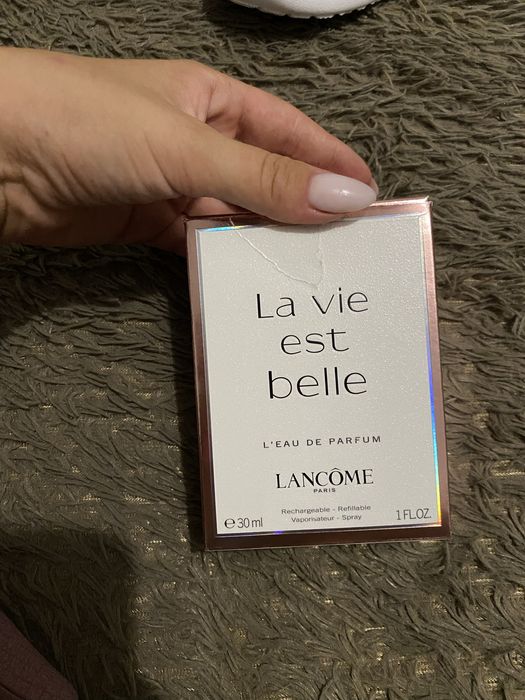 La vie
est
belle
L'EAU DE PARFUM
LANCÔME
PARIS
Rechargeable - Refillable
Vaporisateur - Spray
℮ 30 ml
1 FL.OZ.